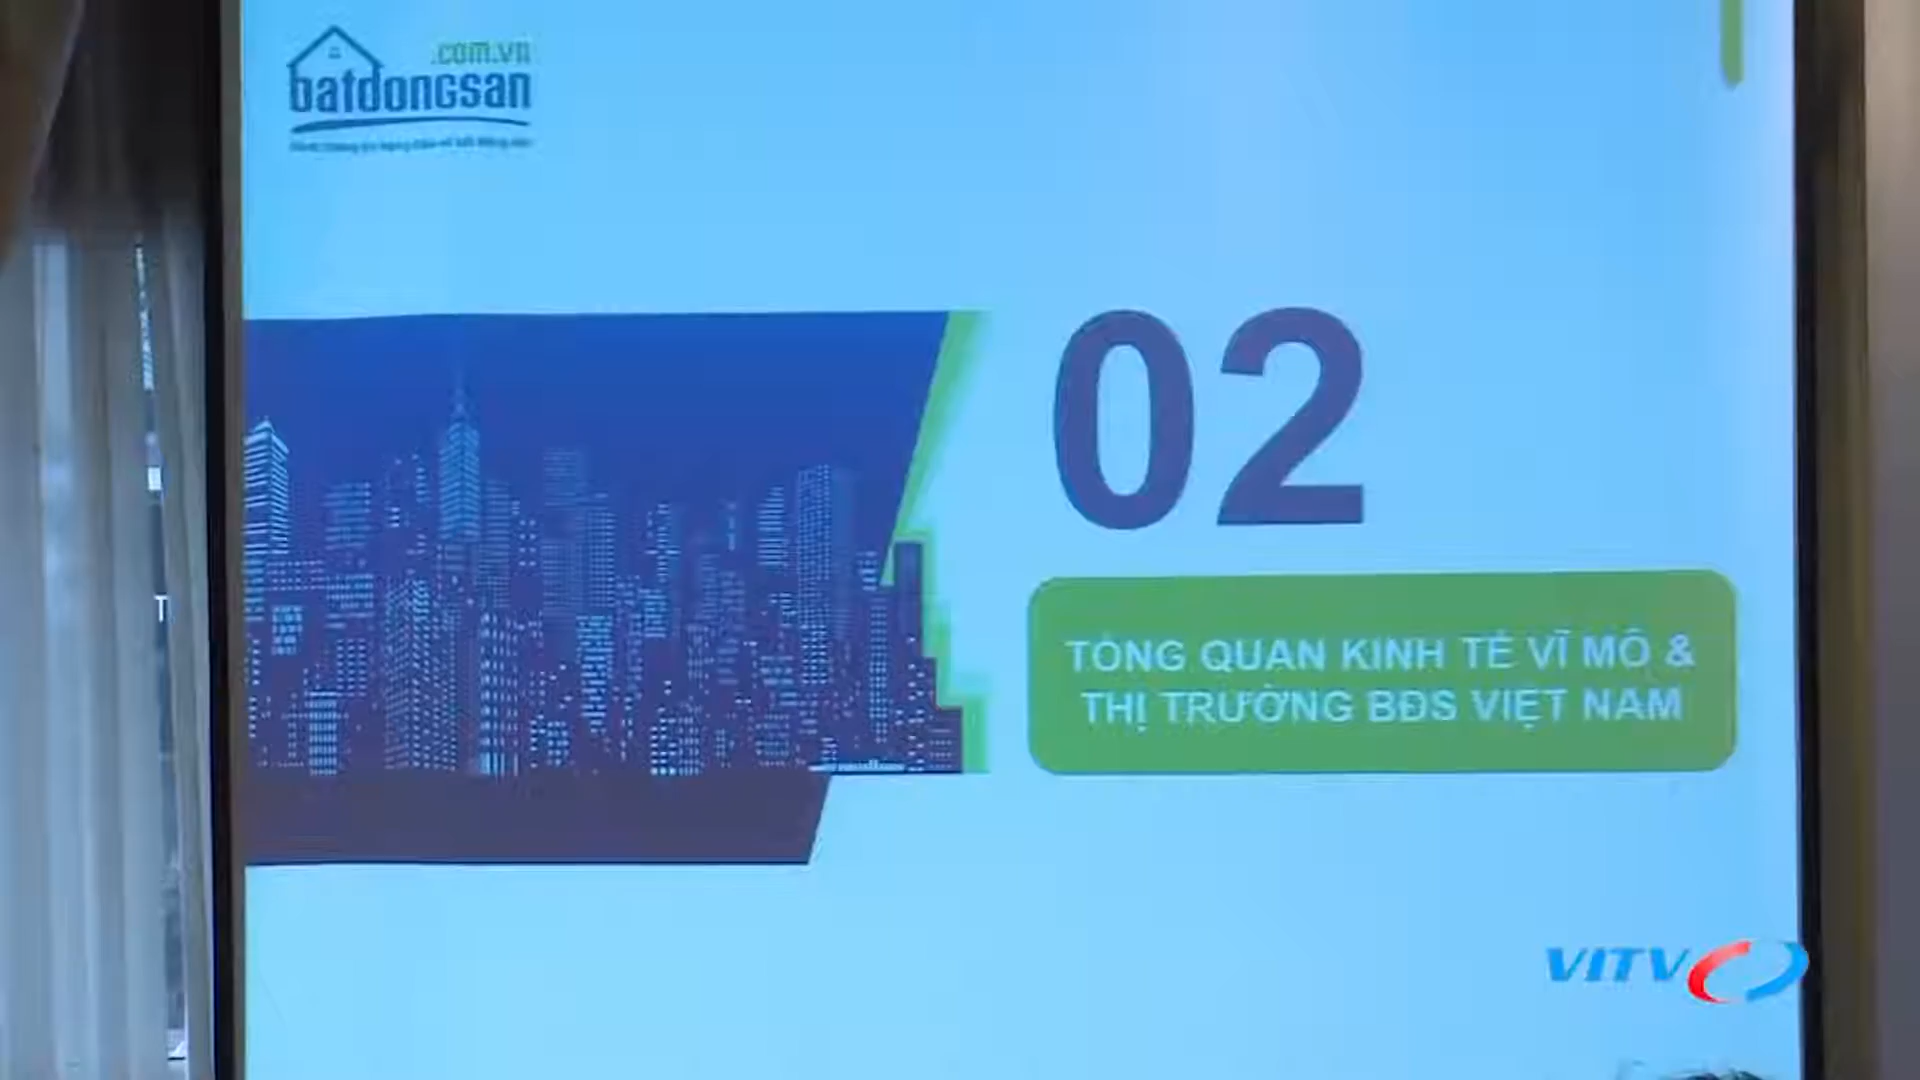 .com.vn
batdongsan
02
TỔNG QUAN KINH TẾ VĨ MÔ &
THỊ TRƯỜNG BĐS VIỆT NAM
VITV